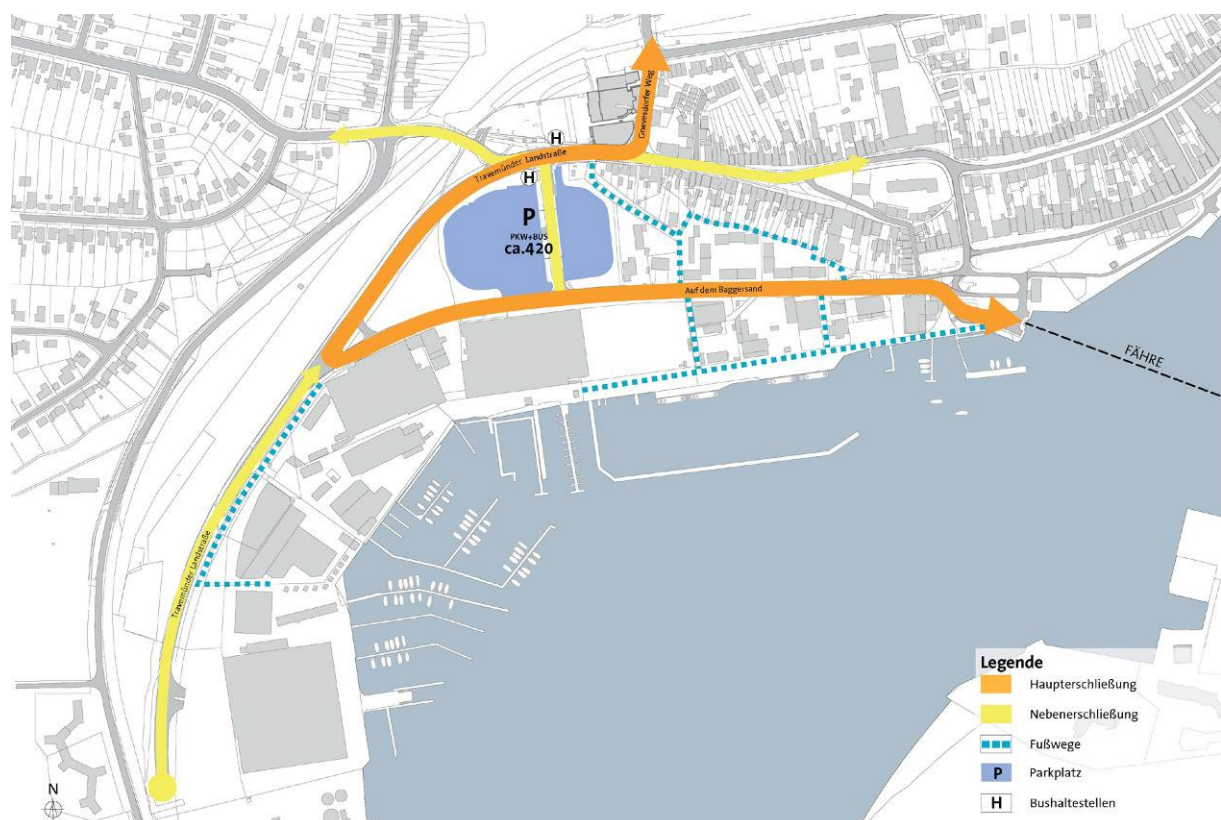 Gneversdorfer Weg
H
Travemünder Landstraße
H
P
PKW+BUS
ca.420
Auf dem Baggersand
FÄHRE
Travemünder Landstraße
Legende
Haupterschließung
Nebenerschließung
Fußwege
P Parkplatz
H Bushaltestellen
N